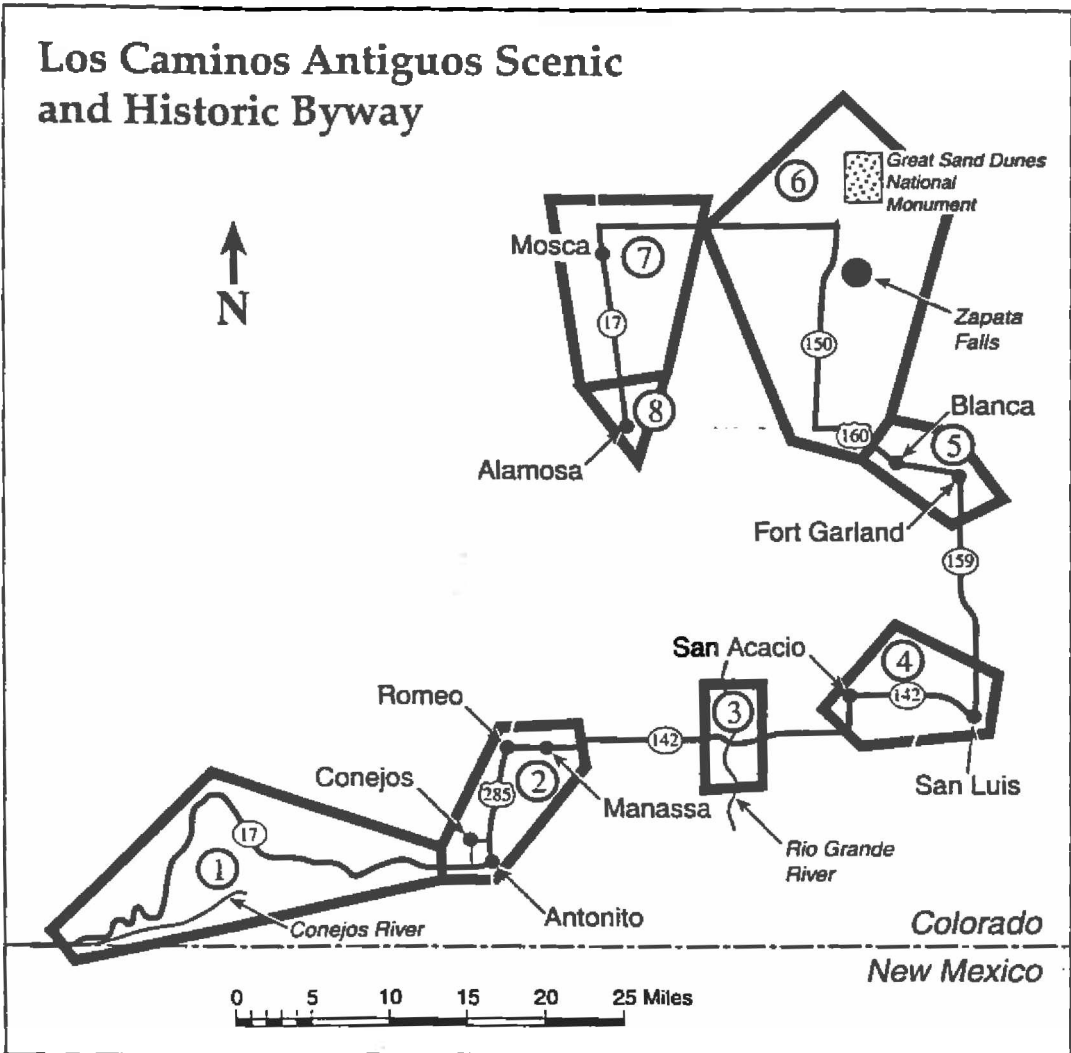 Los Caminos Antiguos Scenic
and Historic Byway
N
6
Great Sand Dunes
National
Monument
Mosca
7
17
150
Zapata
Falls
8
Alamosa
160
Blanca
5
Fort Garland
159
San Acacio
4
142
San Luis
3
Romeo
142
Conejos
285
2
Manassa
Rio Grande
River
17
1
Conejos River
Antonito
Colorado
New Mexico
0 5 10 15 20 25 Miles